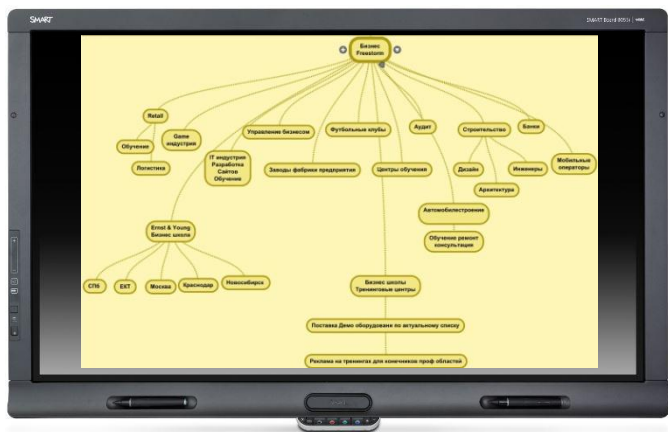 SMART
SMART Board 8055i
Бизнес
Freestorm
Retail
Обучение
Логистика
Game
индустрия
Управление бизнесом
IT индустрия
Разработка
Сайтов
Обучение
Футбольные клубы
Заводы фабрики предприятия
Аудит
Центры обучения
Строительство
Банки
Дизайн
Инженеры
Архитектура
Мобильные
операторы
Автомобилестроение
Обучение ремонт
консультация
Ernst & Young
Бизнес школа
СПб
ЕКТ
Москва
Краснодар
Новосибирск
Бизнес школы
Тренинговые центры
Поставка Демо оборудованя по актуальному списку
Реклама на тренингах для конечников проф областей